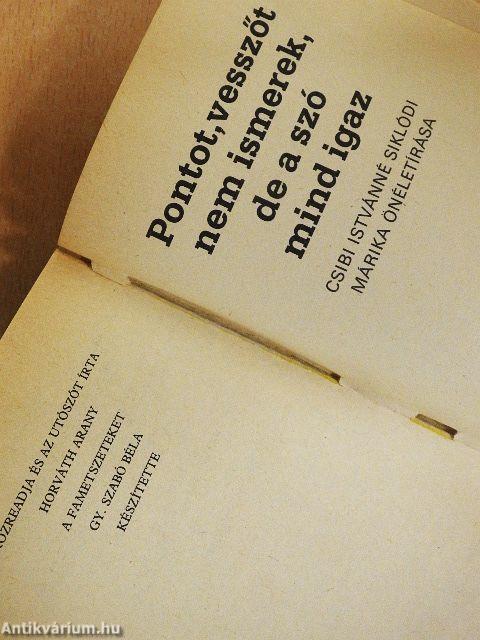 Pontot, vesszőt
nem ismerek,
de a szó
mind igaz
CSIBI ISTVÁNNÉ SIKLÓDI
MÁRIKA ÖNÉLETÍRÁSA
KÖZREADJA ÉS AZ UTÓSZÓT ÍRTA
HORVÁTH ARANY
A FAMETSZETEKET
GY. SZABÓ BÉLA
KÉSZÍTETTE
Antikvárium.hu